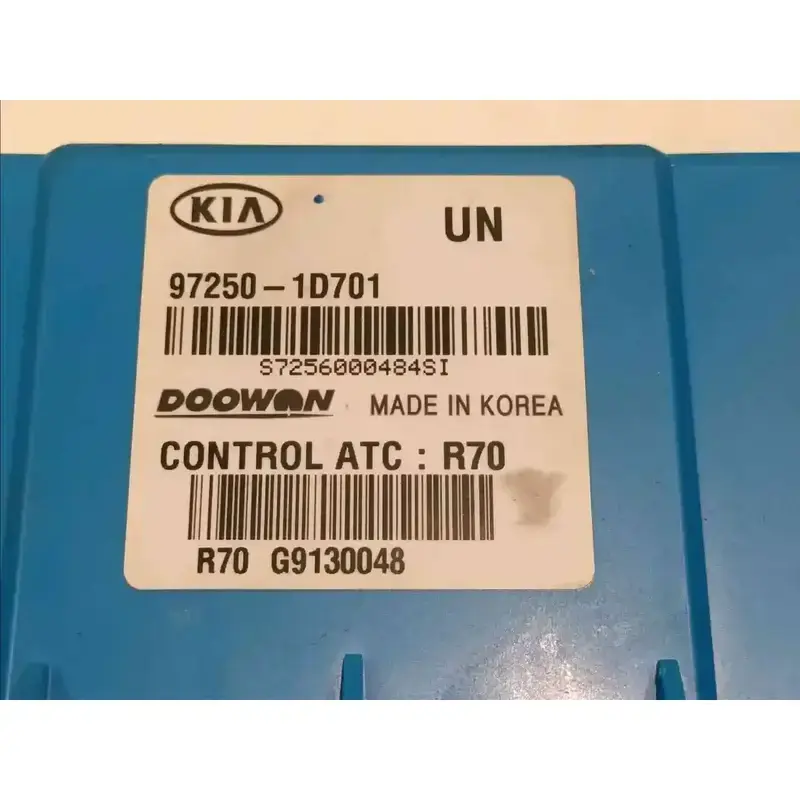 KIA UN
97250-1D701
S7256000484SI
DOOWON MADE IN KOREA
CONTROL ATC : R70
R70 G9130048